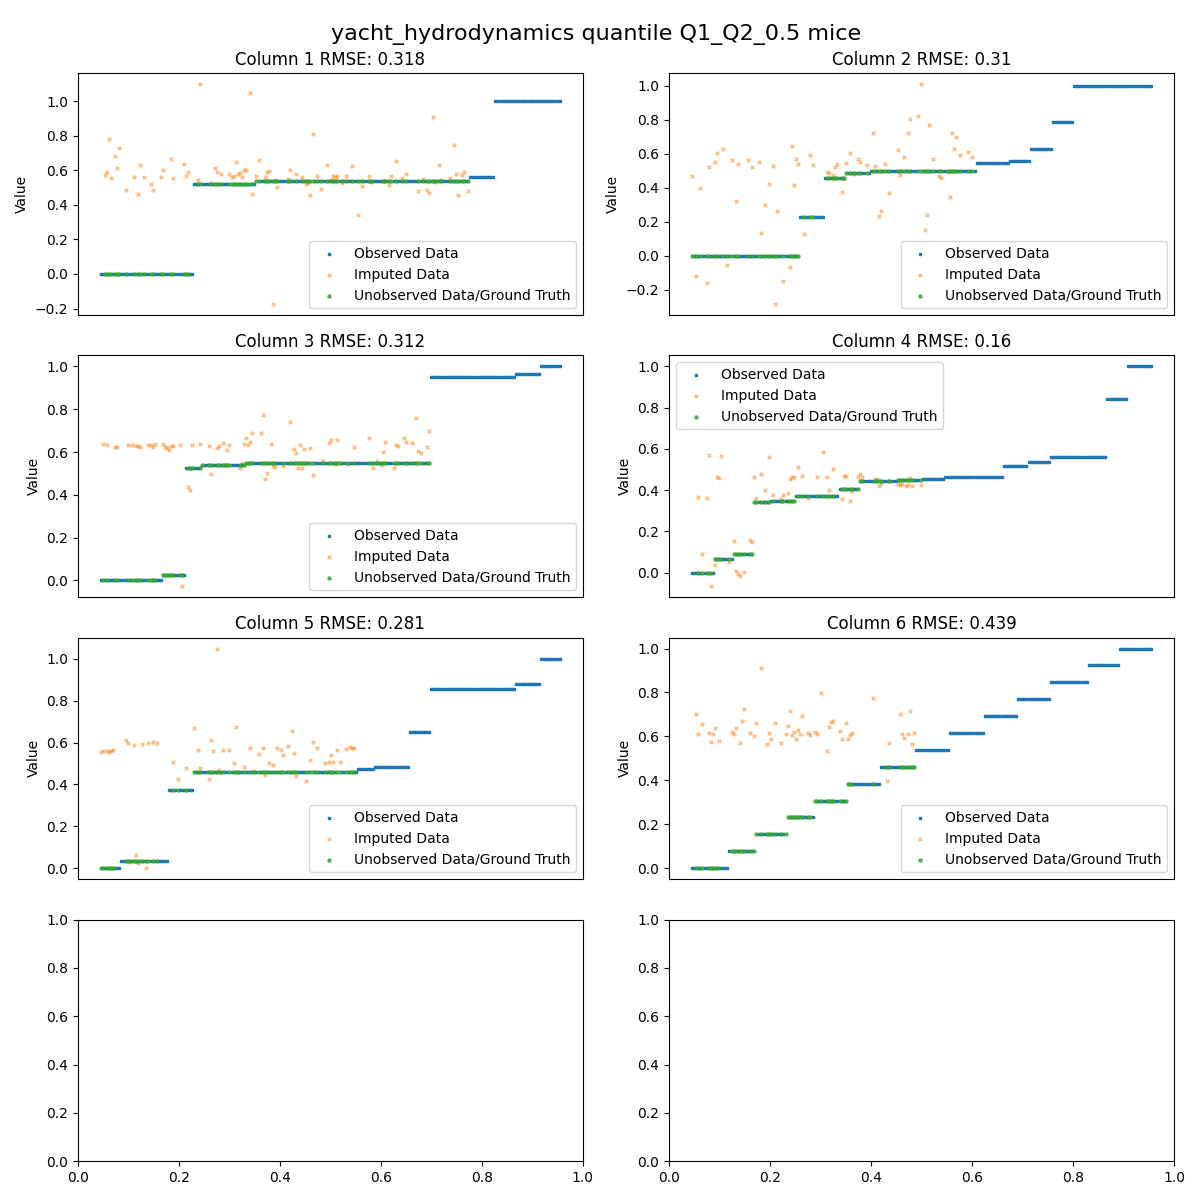 yacht_hydrodynamics quantile Q1_Q2_0.5 mice
Column 1 RMSE: 0.318
Value
1.0
0.8
0.6
0.4
0.2
0.0
−0.2
Observed Data
Imputed Data
Unobserved Data/Ground Truth
Column 2 RMSE: 0.31
Value
1.0
0.8
0.6
0.4
0.2
0.0
−0.2
Observed Data
Imputed Data
Unobserved Data/Ground Truth
Column 3 RMSE: 0.312
Value
1.0
0.8
0.6
0.4
0.2
0.0
Observed Data
Imputed Data
Unobserved Data/Ground Truth
Column 4 RMSE: 0.16
Value
1.0
0.8
0.6
0.4
0.2
0.0
Observed Data
Imputed Data
Unobserved Data/Ground Truth
Column 5 RMSE: 0.281
Value
1.0
0.8
0.6
0.4
0.2
0.0
Observed Data
Imputed Data
Unobserved Data/Ground Truth
Column 6 RMSE: 0.439
Value
1.0
0.8
0.6
0.4
0.2
0.0
Observed Data
Imputed Data
Unobserved Data/Ground Truth
1.0
0.8
0.6
0.4
0.2
0.0
0.0 0.2 0.4 0.6 0.8 1.0
1.0
0.8
0.6
0.4
0.2
0.0
0.0 0.2 0.4 0.6 0.8 1.0